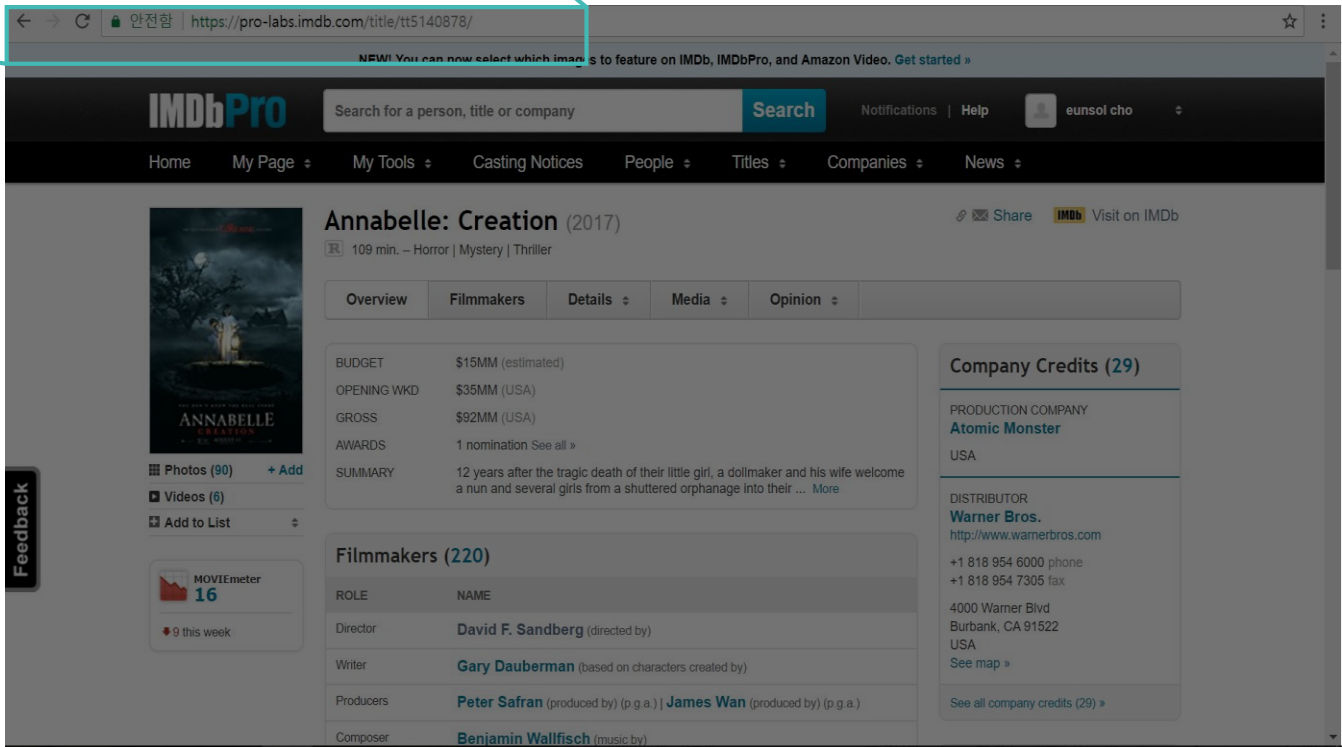 안전함 | https://pro-labs.imdb.com/title/tt5140878/
NEW! You can now select which images to feature on IMDb, IMDbPro, and Amazon Video. Get started »
IMDbPro
Search for a person, title or company
Search
Notifications | Help
eunsol cho
Home My Page My Tools Casting Notices People Titles Companies News
Annabelle: Creation (2017)
Share IMDb Visit on IMDb
R 109 min. – Horror | Mystery | Thriller
Overview Filmmakers Details Media Opinion
ANNABELLE
CREATION
Photos (90) + Add
Videos (6)
Add to List
MOVIEmeter
16
9 this week
Feedback
BUDGET $15MM (estimated)
OPENING WKD $35MM (USA)
GROSS $92MM (USA)
AWARDS 1 nomination See all »
SUMMARY 12 years after the tragic death of their little girl, a dollmaker and his wife welcome
a nun and several girls from a shuttered orphanage into their ... More
Filmmakers (220)
ROLE NAME
Director David F. Sandberg (directed by)
Writer Gary Dauberman (based on characters created by)
Producers Peter Safran (produced by) (p.g.a.) | James Wan (produced by) (p.g.a.)
Composer Benjamin Wallfisch (music by)
Company Credits (29)
PRODUCTION COMPANY
Atomic Monster
USA
DISTRIBUTOR
Warner Bros.
http://www.warnerbros.com
+1 818 954 6000 phone
+1 818 954 7305 fax
4000 Warner Blvd
Burbank, CA 91522
USA
See map »
See all company credits (29) »